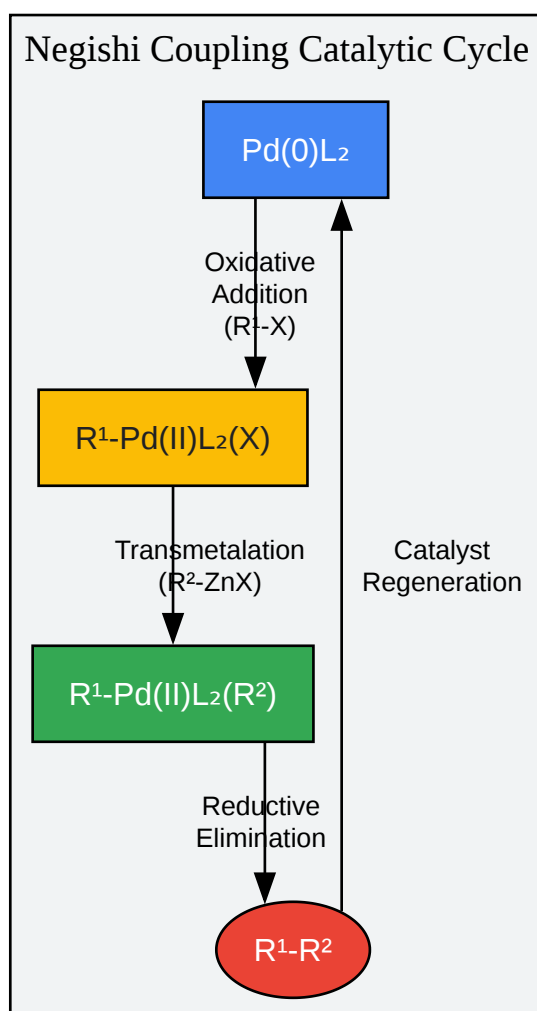 Negishi Coupling Catalytic Cycle
Pd(0)L₂
Oxidative
Addition
(R¹-X)
R¹-Pd(II)L₂(X)
Transmetalation
(R²-ZnX)
Catalyst
Regeneration
R¹-Pd(II)L₂(R²)
Reductive
Elimination
R¹-R²